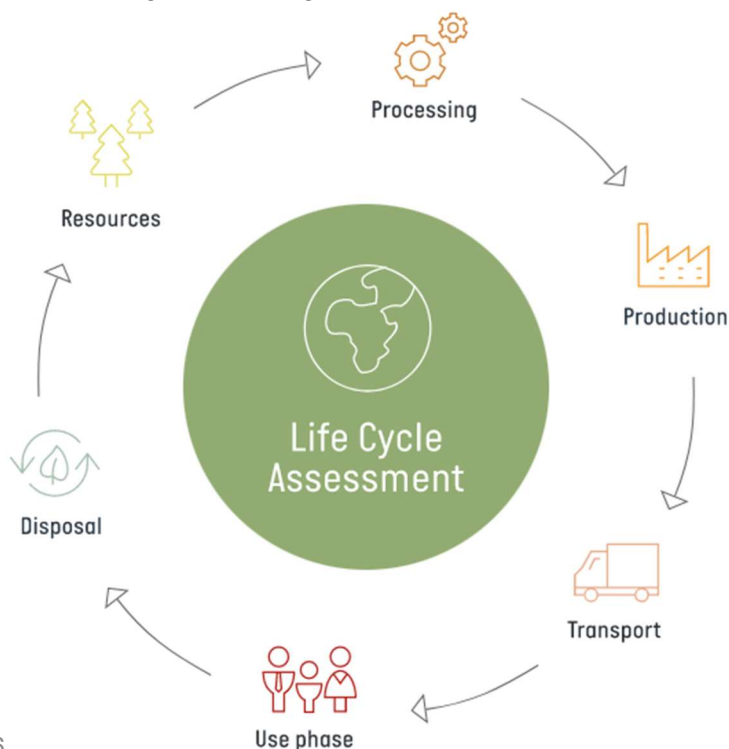 Processing
Resources
Production
Life Cycle
Assessment
Disposal
Transport
Use phase